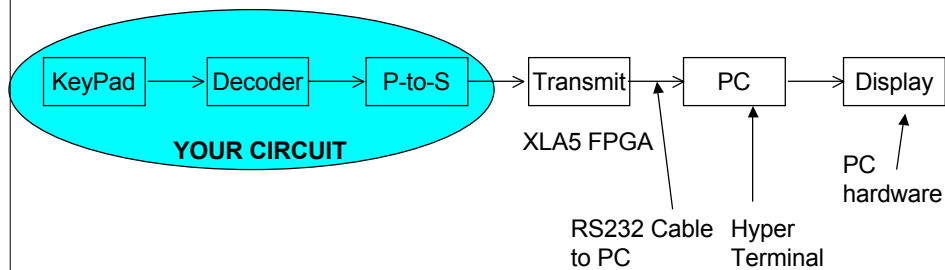 KeyPad
Decoder
P-to-S
Transmit
PC
Display
YOUR CIRCUIT
XLA5 FPGA
PC
hardware
RS232 Cable
to PC
Hyper
Terminal